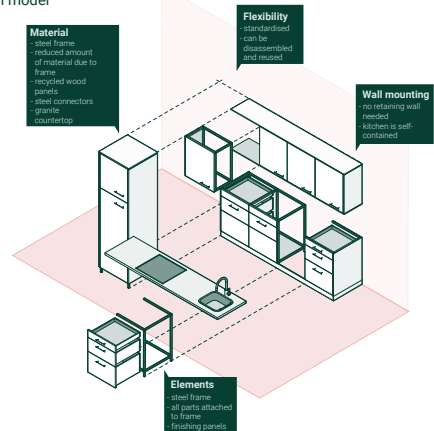 model
Flexibility
- standardised
- can be
disassembled
and reused
Material
- steel frame
- reduced amount
of material due to
frame
- recycled wood
panels
- steel connectors
- granite
countertop
Wall mounting
- no retaining wall
needed
- kitchen is self-
contained
Elements
- steel frame
- all parts attached
to frame
- finishing panels